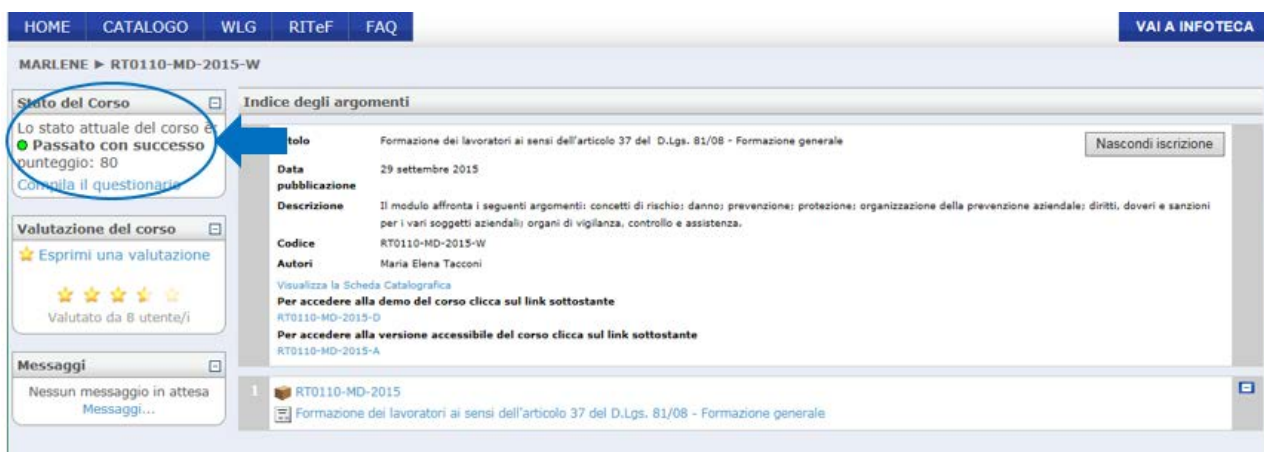 HOME CATALOGO WLG RITeF FAQ VAI A INFOTECA
MARLENE ► RT0110-MD-2015-W
Stato del Corso
Lo stato attuale del corso è:
Passato con successo
punteggio: 80
Compila il questionario
Valutazione del corso
Esprimi una valutazione
Valutato da 8 utente/i
Messaggi
Nessun messaggio in attesa
Messaggi...
Indice degli argomenti
Titolo Formazione dei lavoratori ai sensi dell'articolo 37 del D.Lgs. 81/08 - Formazione generale
Nascondi iscrizione
Data pubblicazione 29 settembre 2015
Descrizione Il modulo affronta i seguenti argomenti: concetti di rischio; danno; prevenzione; protezione; organizzazione della prevenzione aziendale; diritti, doveri e sanzioni
per i vari soggetti aziendali; organi di vigilanza, controllo e assistenza.
Codice RT0110-MD-2015-W
Autori Maria Elena Tacconi
Visualizza la Scheda Catalografica
Per accedere alla demo del corso clicca sul link sottostante
RT0110-MD-2015-D
Per accedere alla versione accessibile del corso clicca sul link sottostante
RT0110-MD-2015-A
1 RT0110-MD-2015
Formazione dei lavoratori ai sensi dell'articolo 37 del D.Lgs. 81/08 - Formazione generale